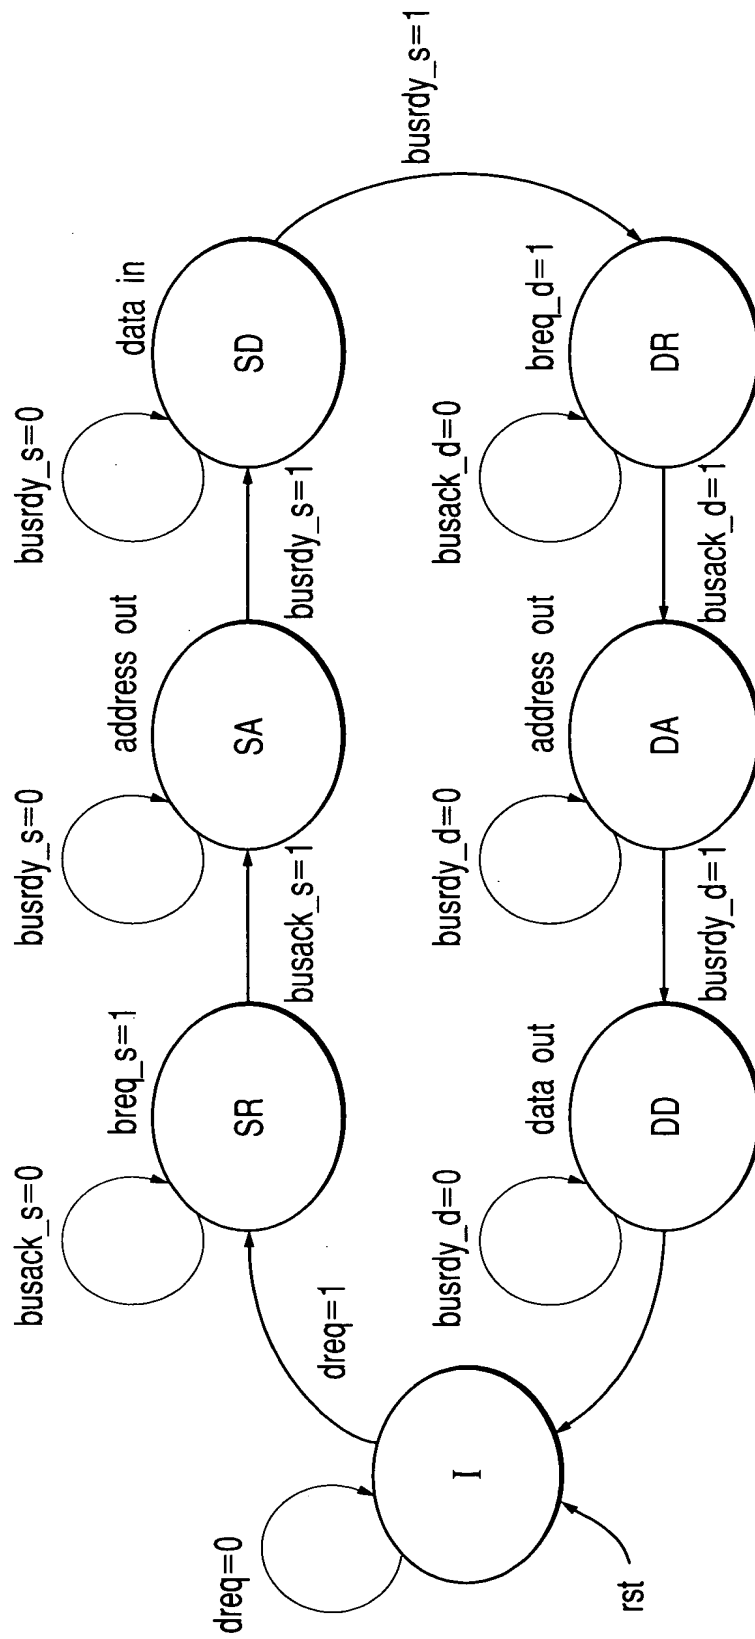 busack_s=0
breq_s=1
SR
busack_s=1
busrdy_s=0
address out
SA
busrdy_s=1
busrdy_s=0
data in
SD
busrdy_s=1
dreq=0
I
dreq=1
rst
busrdy_d=0
data out
DD
busrdy_d=1
busrdy_d=0
address out
DA
busack_d=1
busack_d=0
breq_d=1
DR